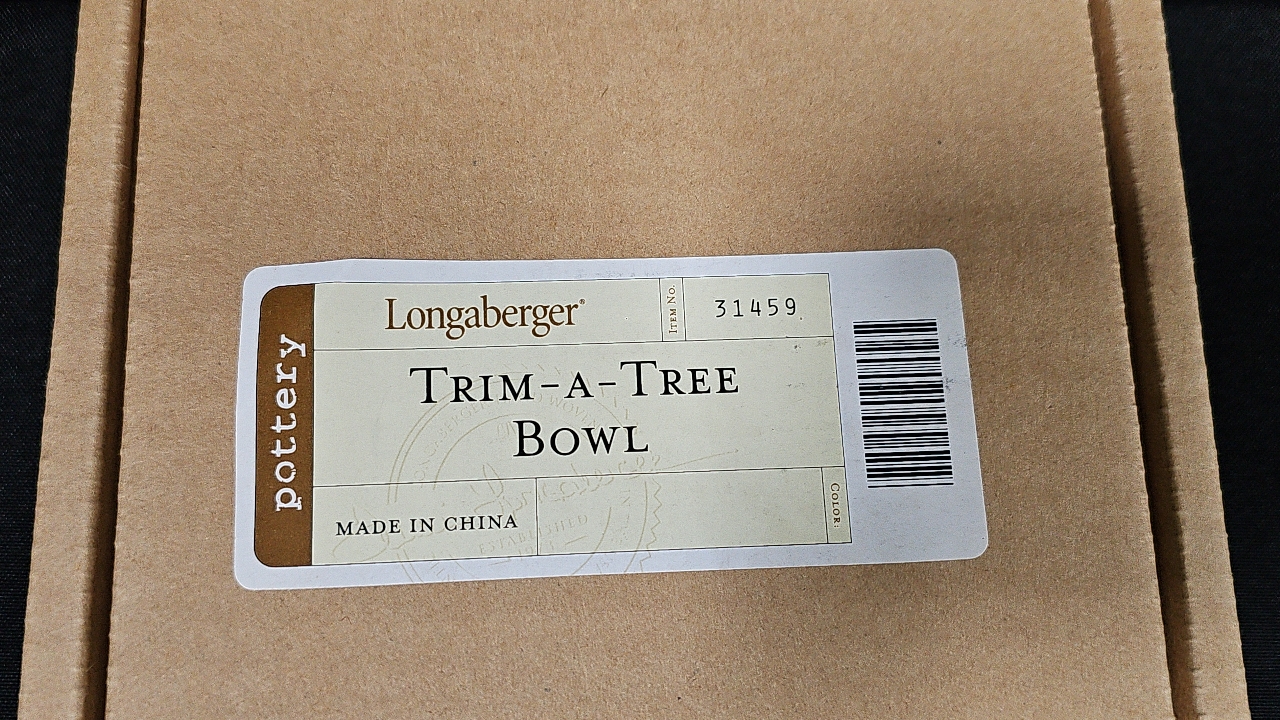 pottery
Longaberger®
Item No.
31459
Trim-a-Tree
Bowl
MADE IN CHINA
Color: